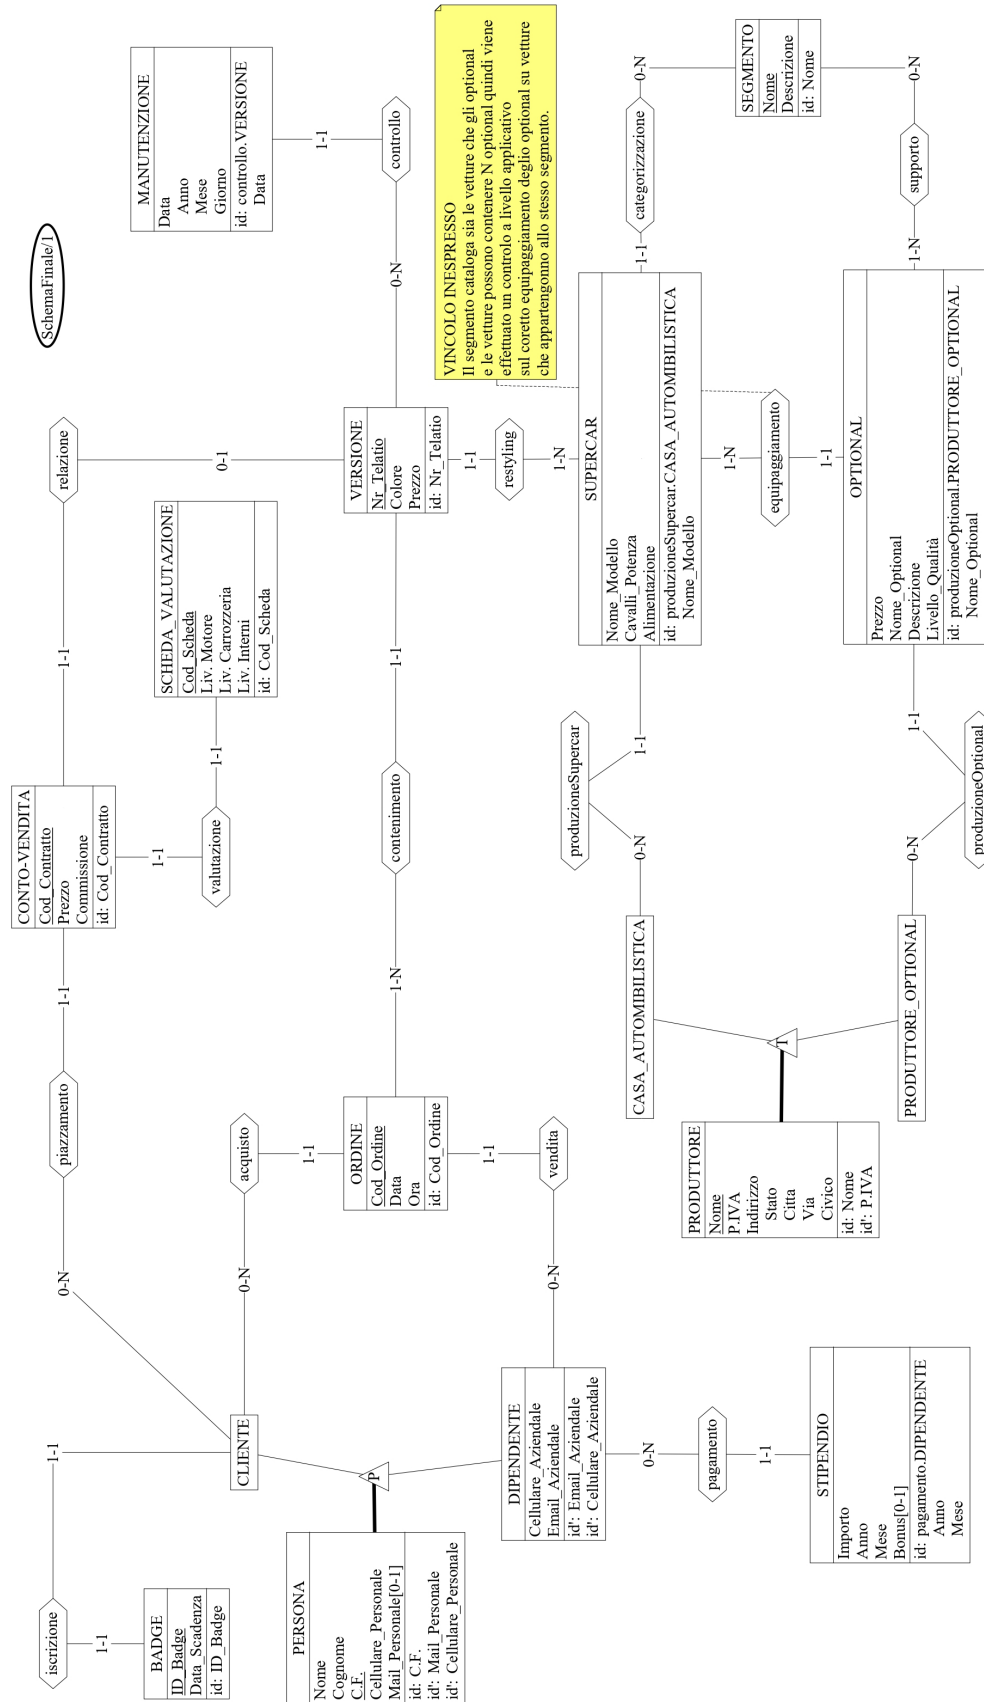 SchemaFinale/1
iscrizione
1-1
1-1
BADGE
ID_Badge
Data_Scadenza
id: ID_Badge
PERSONA
Nome
Cognome
C.F.
Cellulare_Personale
Mail_Personale[0-1]
id: C.F.
id': Mail_Personale
id': Cellulare_Personale
P
CLIENTE
0-N
piazzamento
1-1
CONTO-VENDITA
Cod_Contratto
Prezzo
Commissione
id: Cod_Contratto
1-1
relazione
0-1
1-1
valutazione
1-1
SCHEDA_VALUTAZIONE
Cod_Scheda
Liv. Motore
Liv. Carrozzeria
Liv. Interni
id: Cod_Scheda
MANUTENZIONE
Data
Anno
Mese
Giorno
id: controllo.VERSIONE
Data
1-1
controllo
0-N
0-N
acquisto
1-1
ORDINE
Cod_Ordine
Data
Ora
id: Cod_Ordine
1-N
contenimento
1-1
VERSIONE
Nr_Telatio
Colore
Prezzo
id: Nr_Telatio
1-1
restyling
1-N
1-1
vendita
0-N
DIPENDENTE
Cellulare_Aziendale
Email_Aziendale
id': Email_Aziendale
id': Cellulare_Aziendale
0-N
pagamento
1-1
STIPENDIO
Importo
Anno
Mese
Bonus[0-1]
id: pagamento.DIPENDENTE
Anno
Mese
VINCOLO INESPRESSO
Il segmento cataloga sia le vetture che gli optional
e le vetture possono contenere N optional quindi viene
effettuato un controlo a livello applicativo
sul coretto equipaggiamento deglio optional su vetture
che appartengonno allo stesso segmento.
PRODUTTORE
Nome
P.IVA
Indirizzo
Stato
Citta
Via
Civico
id: Nome
id': P.IVA
T
CASA_AUTOMIBILISTICA
0-N
produzioneSupercar
1-1
SUPERCAR
Nome_Modello
Cavalli_Potenza
Alimentazione
id: produzioneSupercar.CASA_AUTOMIBILISTICA
Nome_Modello
1-1
categorizzazione
0-N
SEGMENTO
Nome
Descrizione
id: Nome
0-N
supporto
1-N
1-N
equipaggiamento
1-1
PRODUTTORE_OPTIONAL
0-N
produzioneOptional
1-1
OPTIONAL
Prezzo
Nome_Optional
Descrizione
Livello_Qualità
id: produzioneOptional.PRODUTTORE_OPTIONAL
Nome_Optional